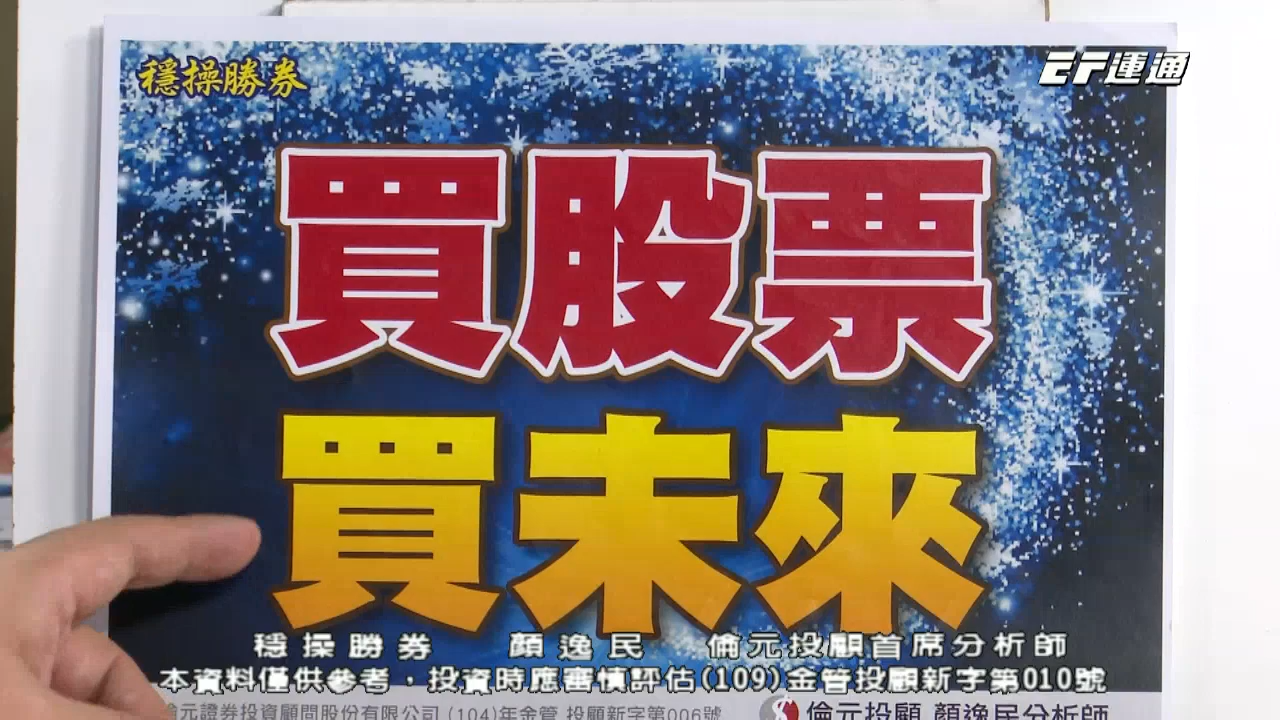 穩操勝券
EF運通
買股票
買未來
穩操勝券 顏逸民 倫元投顧首席分析師
本資料僅供參考，投資時應審慎評估(109)金管投顧新字第010號
倫元證券投資顧問股份有限公司 (104)年金管 投顧新字第006號
倫元投顧 顏逸民分析師